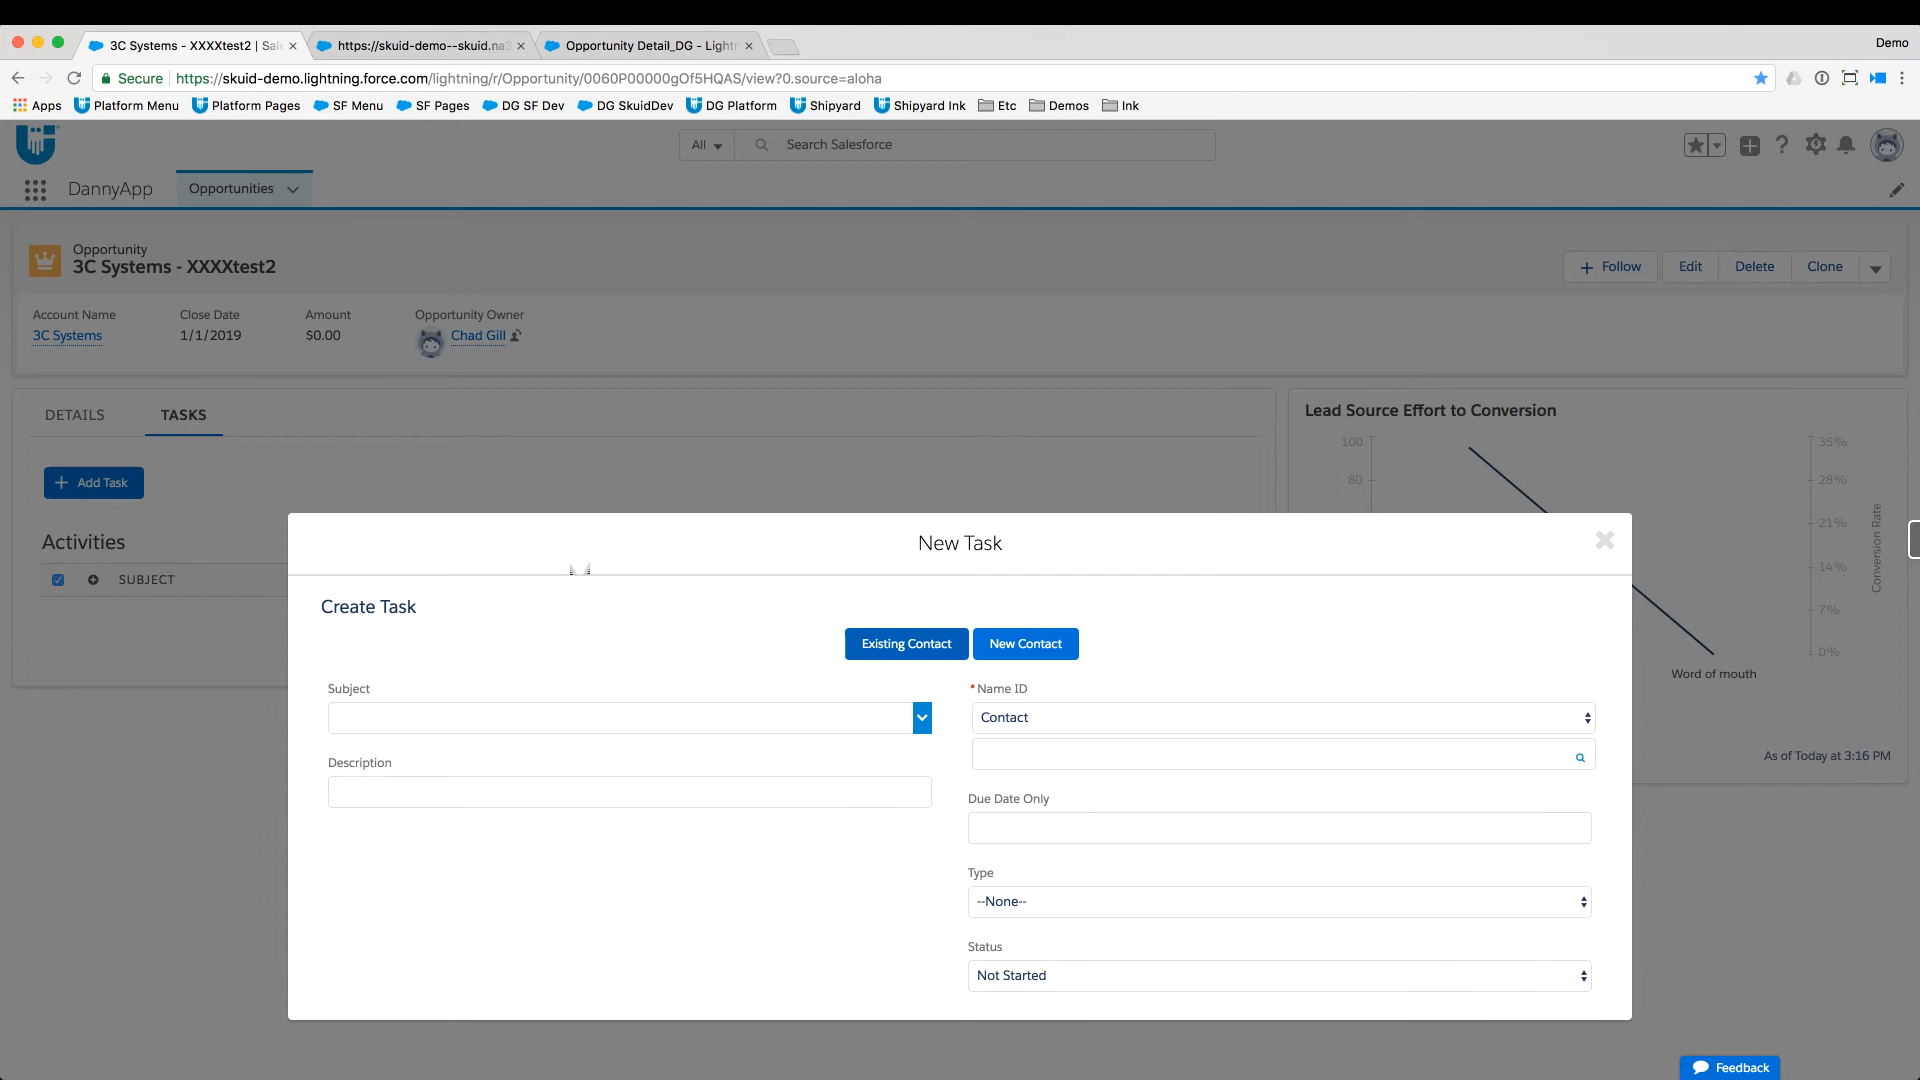 3C Systems - XXXXtest2 | Sal
https://skuid-demo--skuid.na3
Opportunity Detail_DG - Lightn
Demo
Secure
https://skuid-demo.lightning.force.com/lightning/r/Opportunity/0060P00000gOf5HQAS/view?0.source=aloha
Apps
Platform Menu
Platform Pages
SF Menu
SF Pages
DG SF Dev
DG SkuidDev
DG Platform
Shipyard
Shipyard Ink
Etc
Demos
Ink
All
Search Salesforce
DannyApp
Opportunities
Opportunity
3C Systems - XXXXtest2
Follow
Edit
Delete
Clone
Account Name
Close Date
Amount
Opportunity Owner
3C Systems
1/1/2019
$0.00
Chad Gill
DETAILS
TASKS
Lead Source Effort to Conversion
100
35%
80
28%
Add Task
21%
Conversion Rate
14%
7%
0%
Word of mouth
As of Today at 3:16 PM
Activities
SUBJECT
New Task
Create Task
Existing Contact
New Contact
Subject
* Name ID
Contact
Description
Due Date Only
Type
--None--
Status
Not Started
Feedback